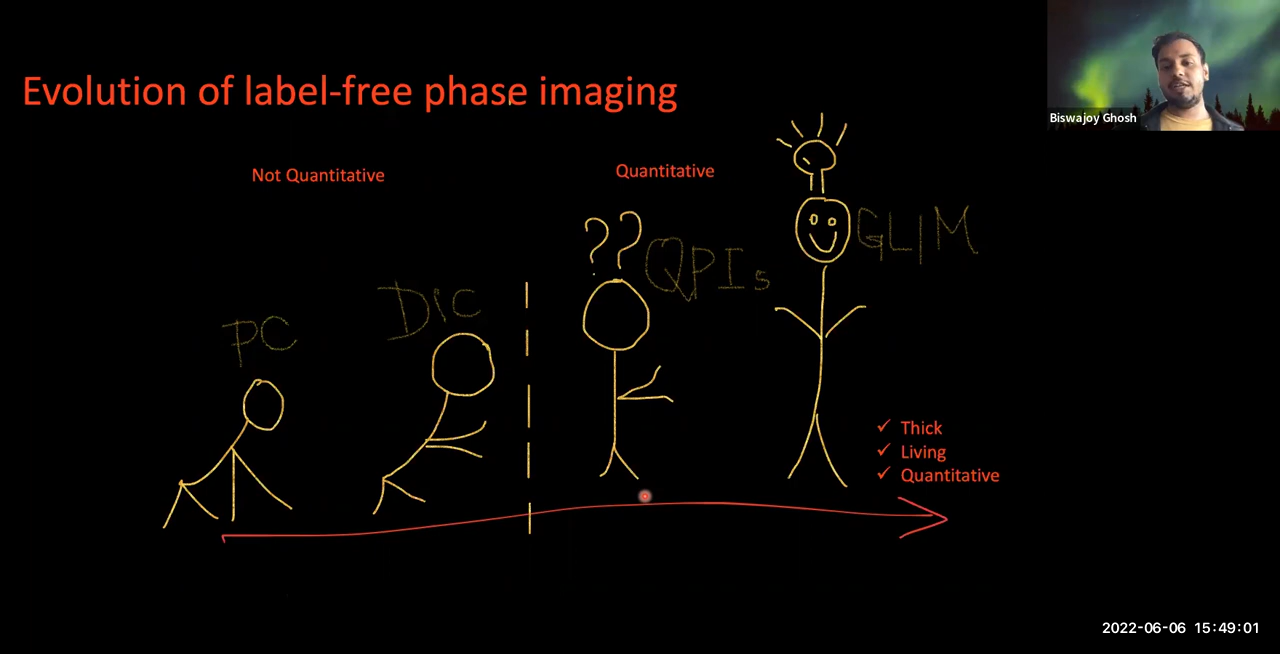 Evolution of label-free phase imaging
Biswajoy Ghosh
Not Quantitative
Quantitative
PC
DIC
??
QPIs
GLIM
✓ Thick
✓ Living
✓ Quantitative
2022-06-06 15:49:01